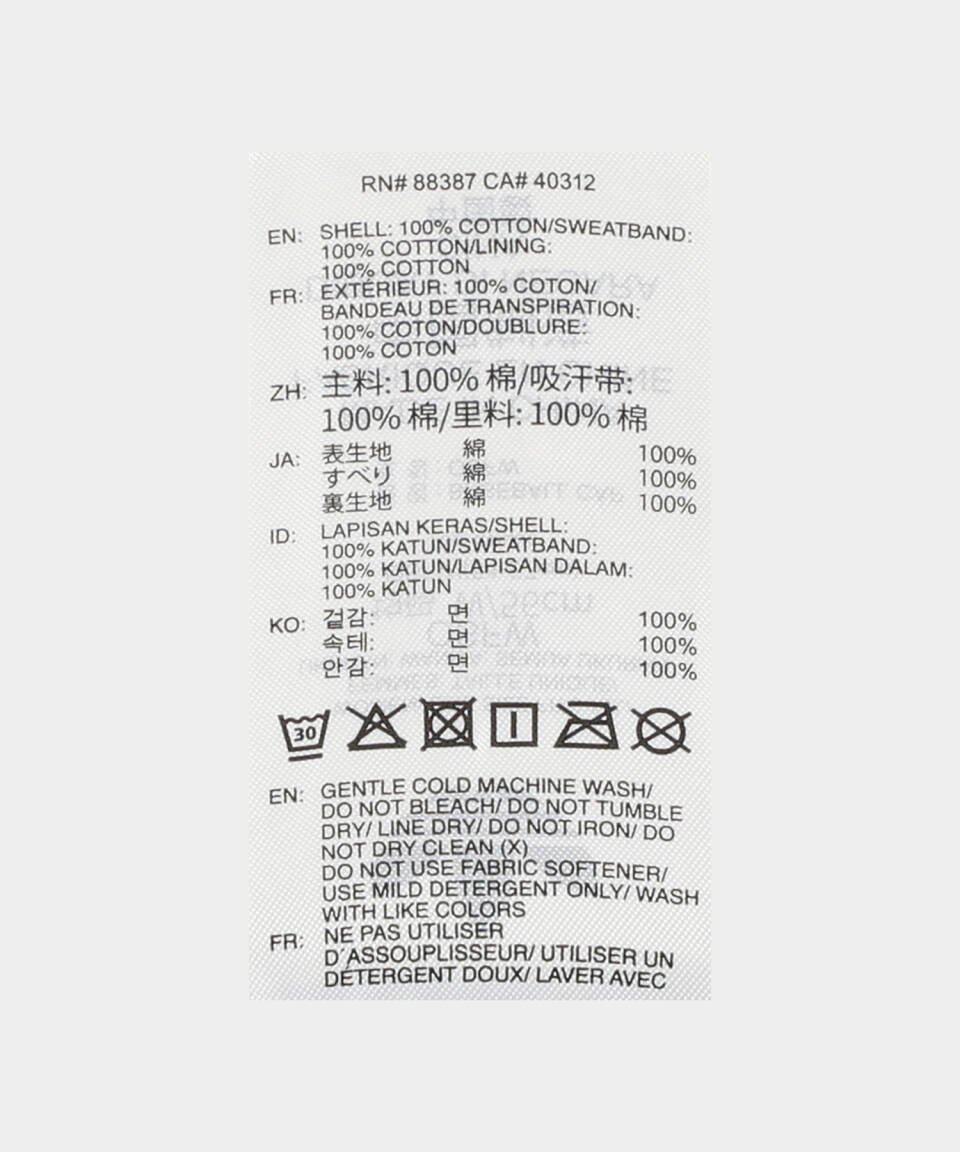 RN# 88387 CA# 40312
EN: SHELL: 100% COTTON/SWEATBAND:
100% COTTON/LINING:
100% COTTON
FR: EXTÉRIEUR: 100% COTON/
BANDEAU DE TRANSPIRATION:
100% COTON/DOUBLURE:
100% COTON
ZH: 主料: 100% 棉/吸汗带:
100% 棉/里料: 100% 棉
JA: 表生地 綿 100%
すべり 綿 100%
裏生地 綿 100%
ID: LAPISAN KERAS/SHELL:
100% KATUN/SWEATBAND:
100% KATUN/LAPISAN DALAM:
100% KATUN
KO: 겉감: 면 100%
속테: 면 100%
안감: 면 100%
30
EN: GENTLE COLD MACHINE WASH/
DO NOT BLEACH/ DO NOT TUMBLE
DRY/ LINE DRY/ DO NOT IRON/ DO
NOT DRY CLEAN (X)
DO NOT USE FABRIC SOFTENER/
USE MILD DETERGENT ONLY/ WASH
WITH LIKE COLORS
FR: NE PAS UTILISER
D´ASSOUPLISSEUR/ UTILISER UN
DÉTERGENT DOUX/ LAVER AVEC